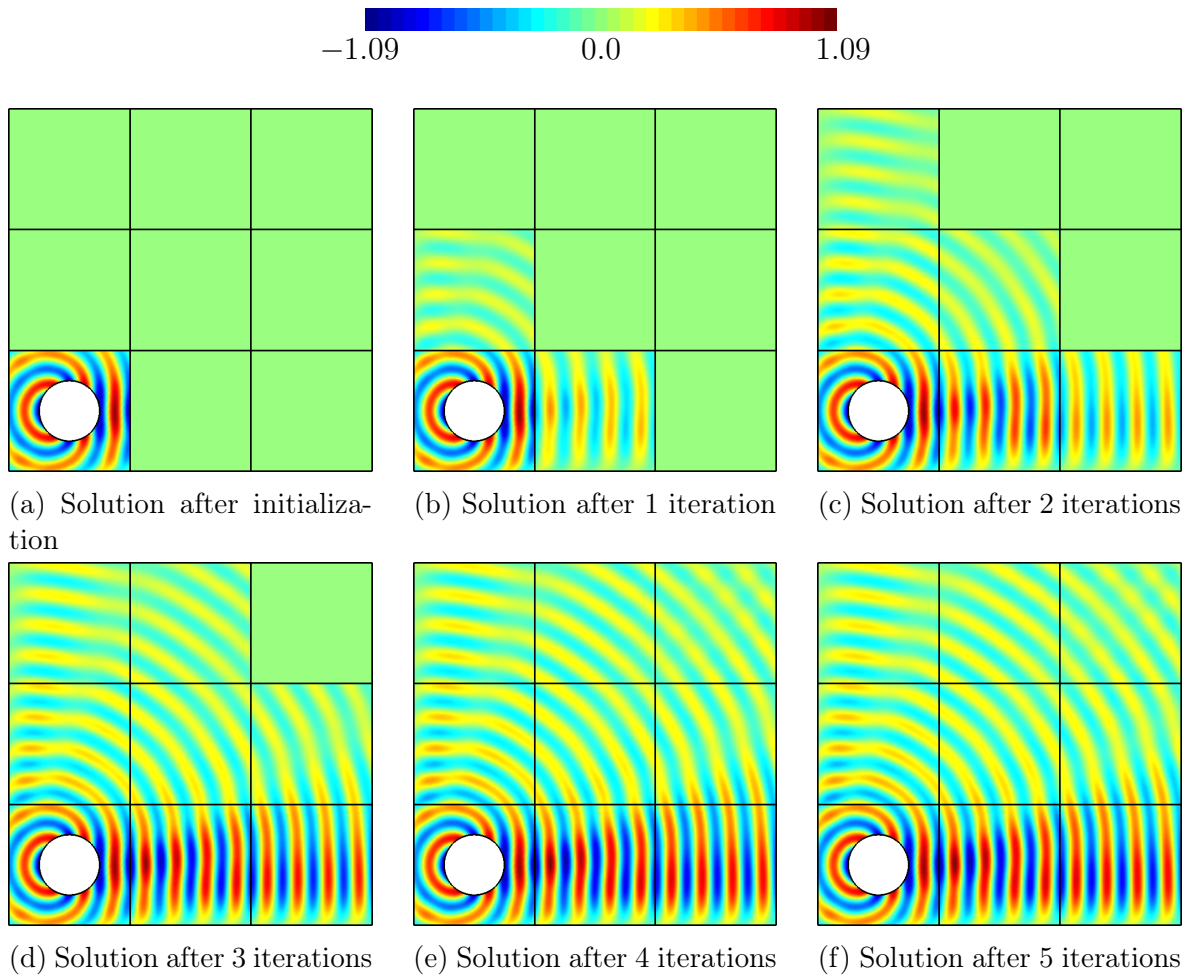 −1.09 0.0 1.09
(a) Solution after initializa-
tion
(b) Solution after 1 iteration
(c) Solution after 2 iterations
(d) Solution after 3 iterations
(e) Solution after 4 iterations
(f) Solution after 5 iterations